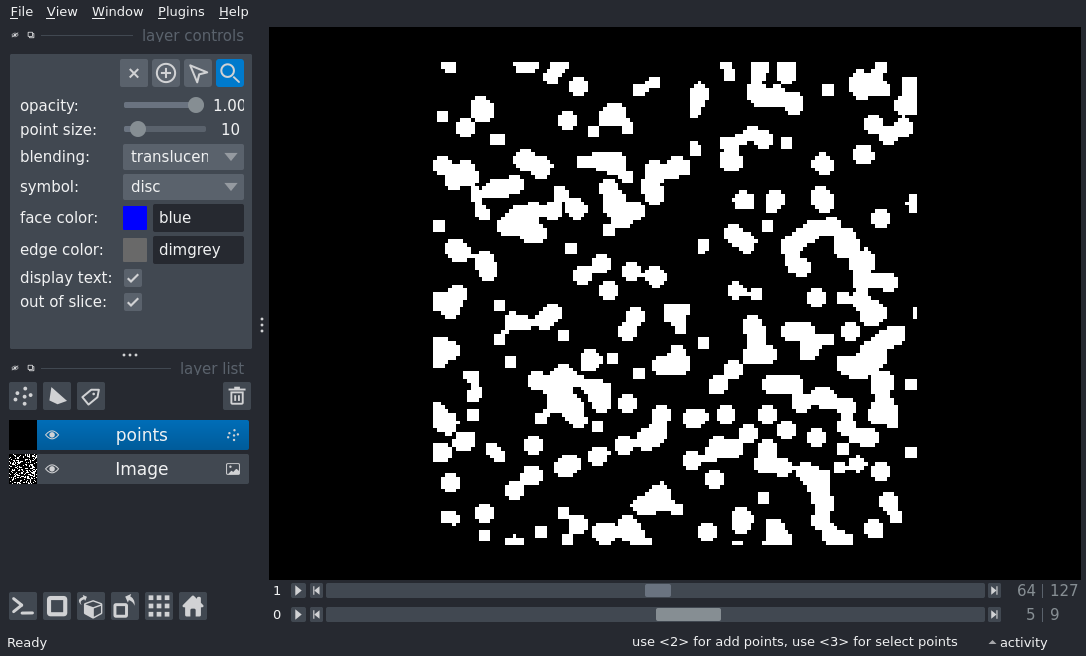 File View Window Plugins Help
layer controls
opacity: 1.00
point size: 10
blending: translucen
symbol: disc
face color: blue
edge color: dimgrey
display text:
out of slice:
layer list
points
Image
1 64 | 127
0 5 | 9
Ready use <2> for add points, use <3> for select points activity